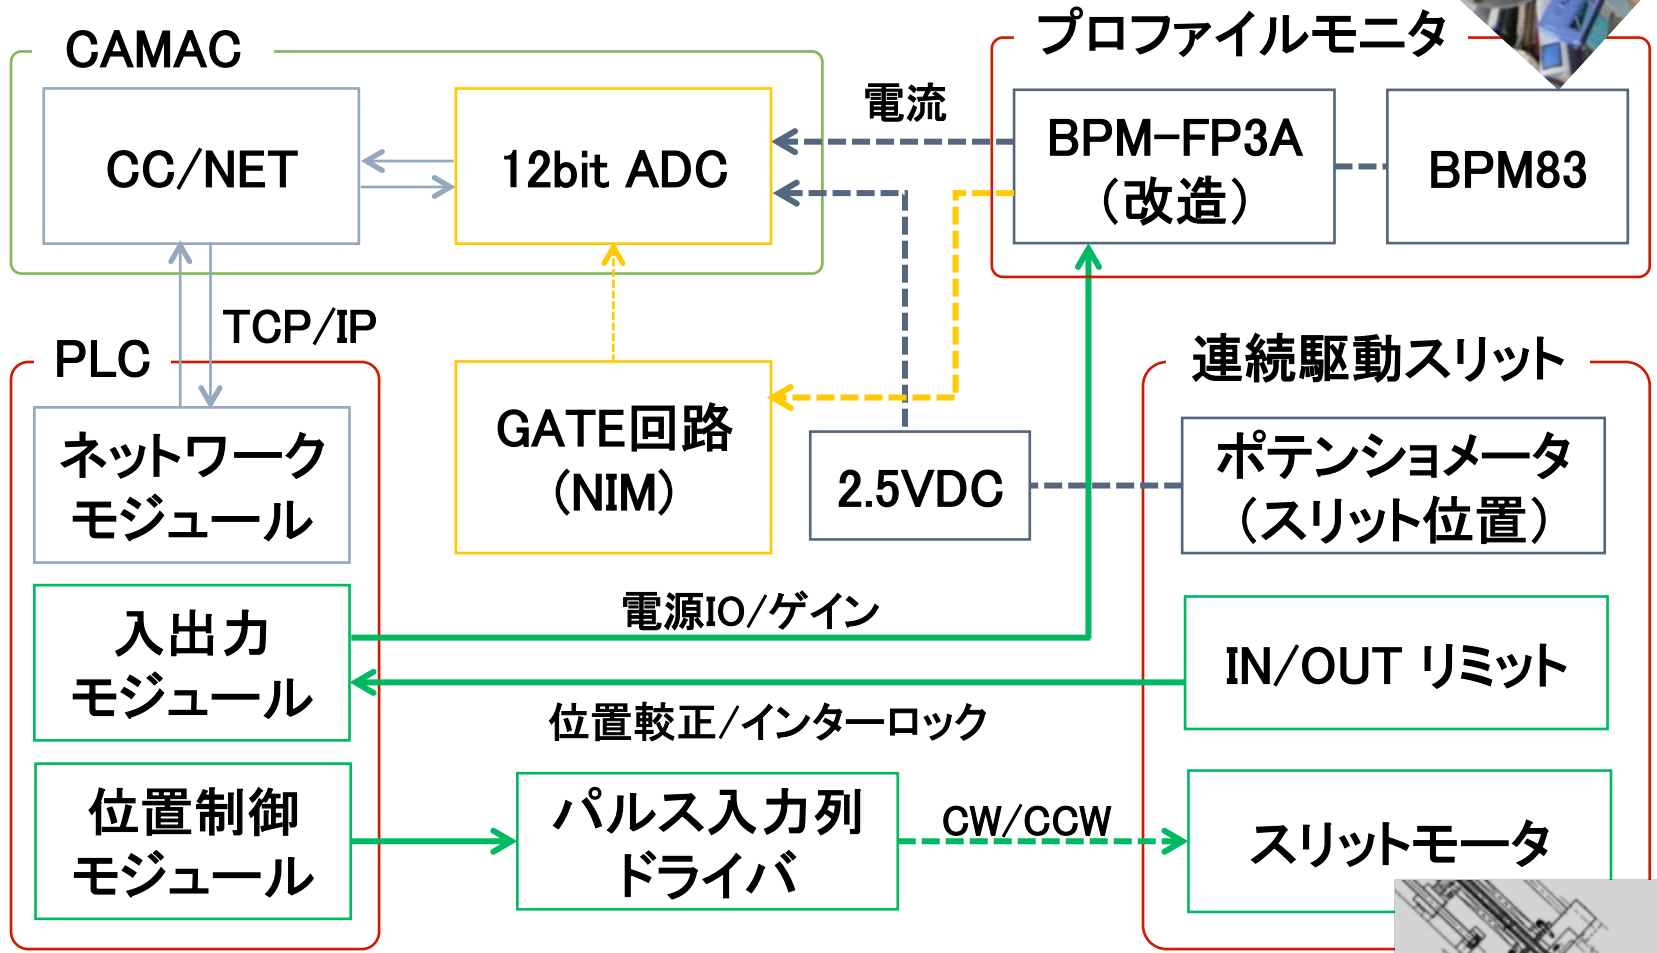 CAMAC
プロファイルモニタ
CC/NET
12bit ADC
電流
BPM-FP3A
（改造）
BPM83
TCP/IP
PLC
連続駆動スリット
ネットワーク
モジュール
GATE回路
(NIM)
2.5VDC
ポテンショメータ
（スリット位置）
入出力
モジュール
電源IO/ゲイン
IN/OUT リミット
位置較正/インターロック
位置制御
モジュール
パルス入力列
ドライバ
CW/CCW
スリットモータ